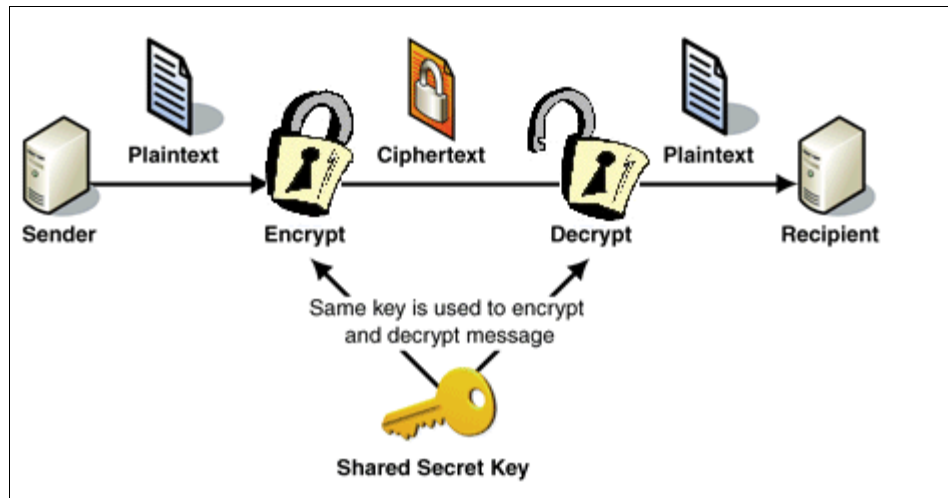 Plaintext
Ciphertext
Plaintext
Sender
Encrypt
Decrypt
Recipient
Same key is used to encrypt
and decrypt message
Shared Secret Key